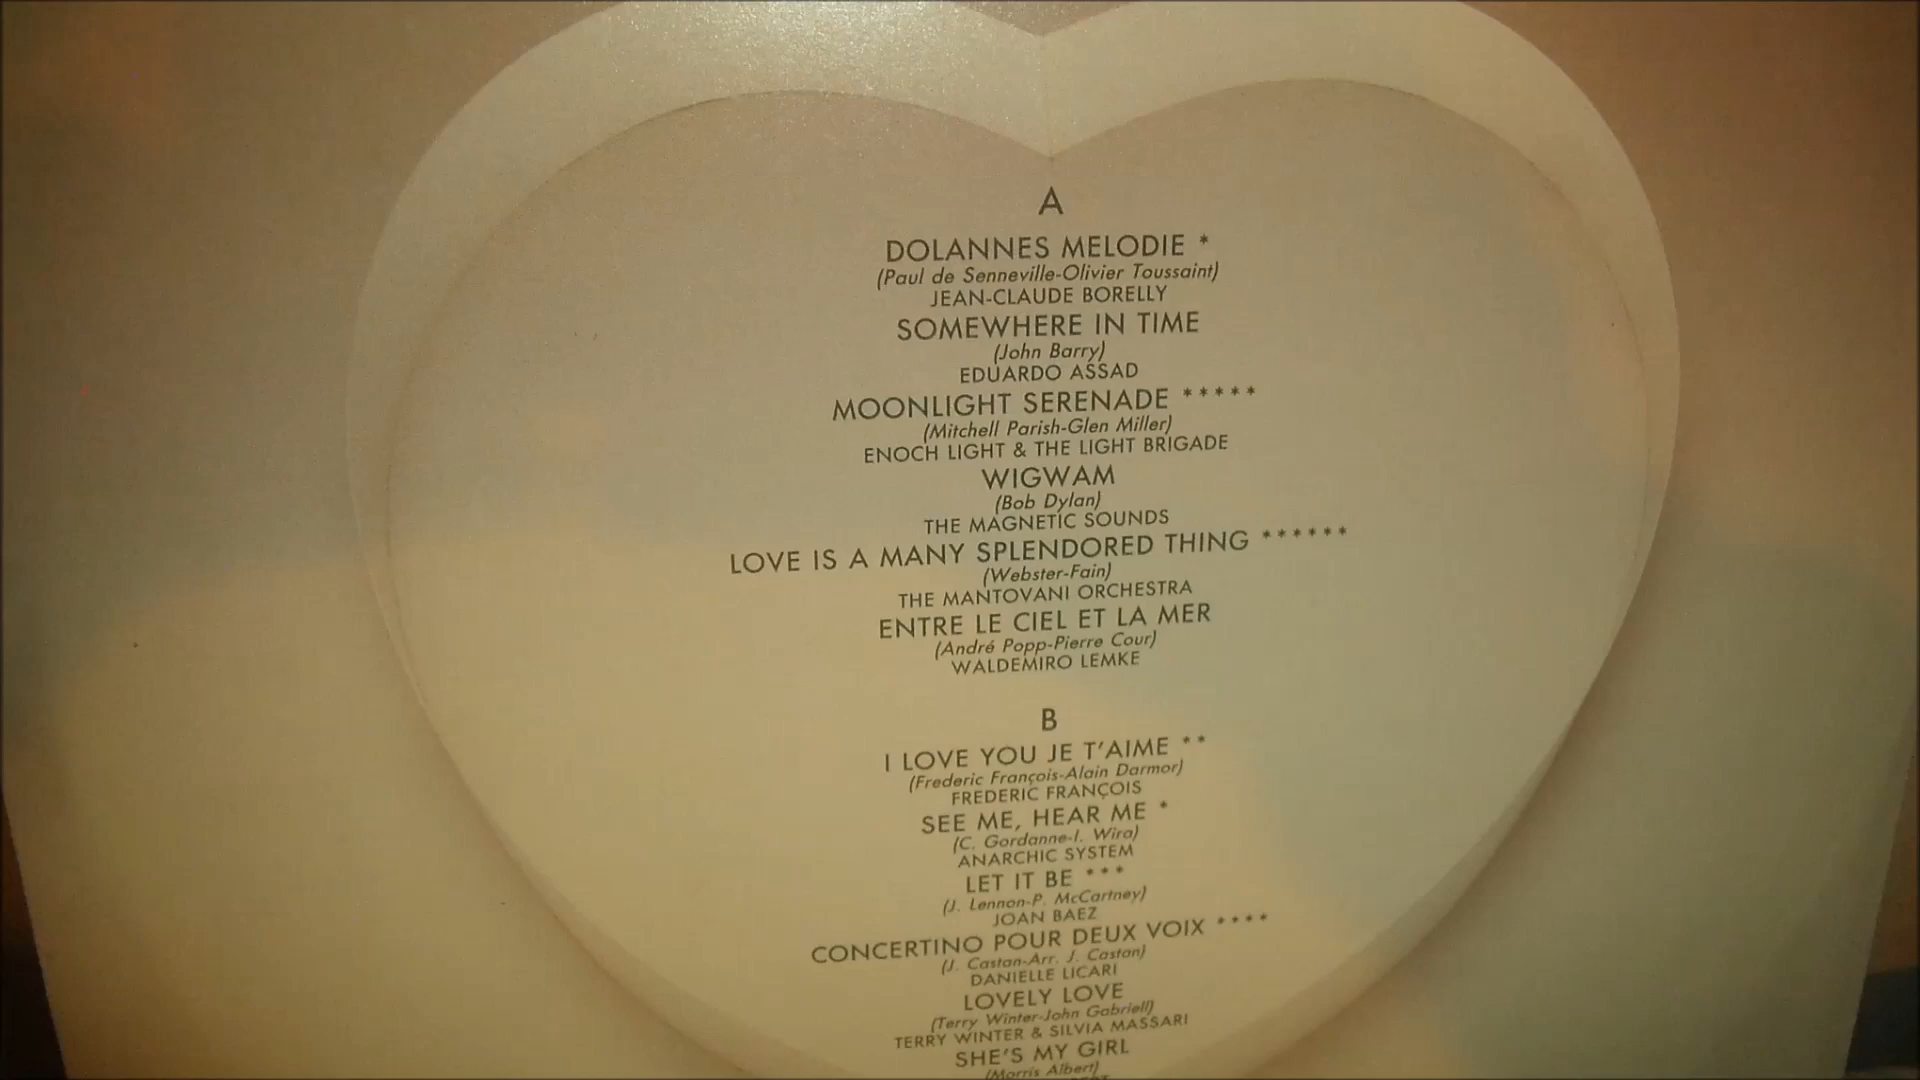 A
DOLANNES MELODIE *
(Paul de Senneville-Olivier Toussaint)
JEAN-CLAUDE BORELLY
SOMEWHERE IN TIME
(John Barry)
EDUARDO ASSAD
MOONLIGHT SERENADE * * * * *
(Mitchell Parish-Glen Miller)
ENOCH LIGHT & THE LIGHT BRIGADE
WIGWAM
(Bob Dylan)
THE MAGNETIC SOUNDS
LOVE IS A MANY SPLENDORED THING * * * * * *
(Webster-Fain)
THE MANTOVANI ORCHESTRA
ENTRE LE CIEL ET LA MER
(André Popp-Pierre Cour)
WALDEMIRO LEMKE
B
I LOVE YOU JE T'AIME * *
(Frederic François-Alain Darmor)
FREDERIC FRANÇOIS
SEE ME, HEAR ME *
(C. Gordanne-I. Wira)
ANARCHIC SYSTEM
LET IT BE * * *
(J. Lennon-P. McCartney)
JOAN BAEZ
CONCERTINO POUR DEUX VOIX * * * *
(J. Castan-Arr. J. Castan)
DANIELLE LICARI
LOVELY LOVE
(Terry Winter-John Gabriell)
TERRY WINTER & SILVIA MASSARI
SHE'S MY GIRL
(Morris Albert)